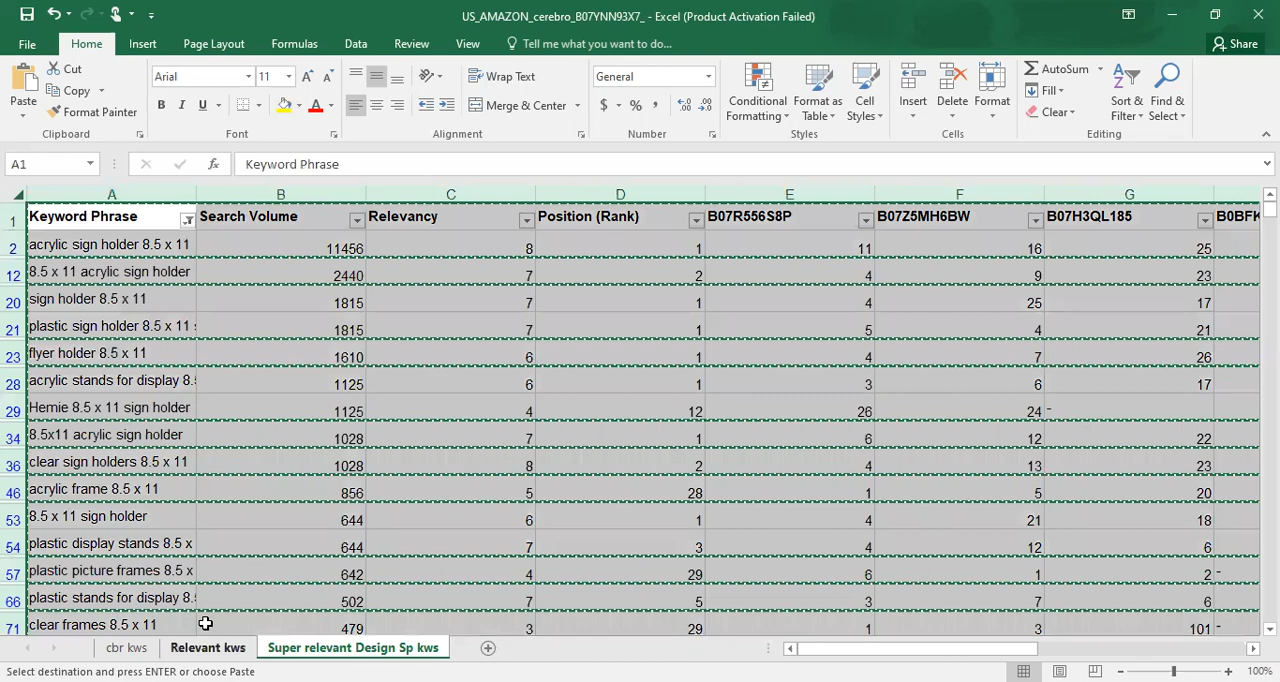 US_AMAZON_cerebro_B07YNN93X7_ - Excel (Product Activation Failed)
File Home Insert Page Layout Formulas Data Review View Tell me what you want to do... Share
Paste Cut Copy Format Painter Clipboard
Arial 11 B I U A Font
Wrap Text Merge & Center Alignment
General $ % , Number
Conditional Formatting Format as Table Cell Styles Styles
Insert Delete Format Cells
AutoSum Fill Clear Sort & Filter Find & Select Editing
A1 fx Keyword Phrase
A B C D E F G
1 Keyword Phrase Search Volume Relevancy Position (Rank) B07R556S8P B07Z5MH6BW B07H3QL185 B0BFK
2 acrylic sign holder 8.5 x 11 11456 8 1 11 16 25
12 8.5 x 11 acrylic sign holder 2440 7 2 4 9 23
20 sign holder 8.5 x 11 1815 7 1 4 25 17
21 plastic sign holder 8.5 x 11 s 1815 7 1 5 4 21
23 flyer holder 8.5 x 11 1610 6 1 4 7 26
28 acrylic stands for display 8. 1125 6 1 3 6 17
29 Hemie 8.5 x 11 sign holder 1125 4 12 26 24 -
34 8.5x11 acrylic sign holder 1028 7 1 6 12 22
36 clear sign holders 8.5 x 11 1028 8 2 4 13 23
46 acrylic frame 8.5 x 11 856 5 28 1 5 20
53 8.5 x 11 sign holder 644 6 1 4 21 18
54 plastic display stands 8.5 x 644 7 3 4 12 6
57 plastic picture frames 8.5 x 642 4 29 6 1 2 -
66 plastic stands for display 8. 502 7 5 3 7 6
71 clear frames 8.5 x 11 479 3 29 1 3 101 -
cbr kws Relevant kws Super relevant Design Sp kws
Select destination and press ENTER or choose Paste 100%